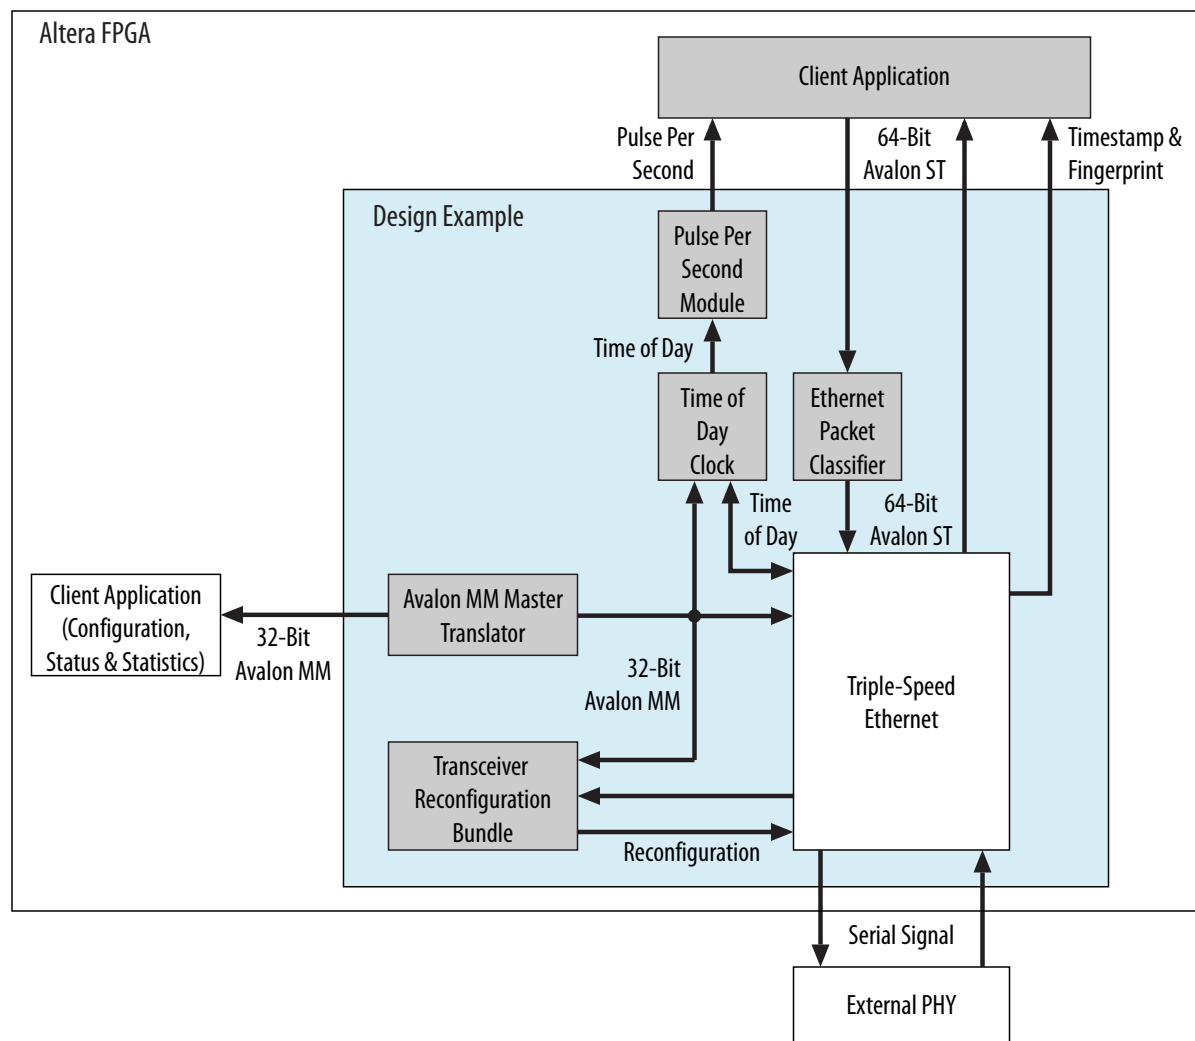 Altera FPGA
Client Application
Pulse Per
Second
64-Bit
Avalon ST
Timestamp &
Fingerprint
Design Example
Pulse Per
Second
Module
Time of Day
Time of
Day
Clock
Ethernet
Packet
Classifier
Time
of Day
64-Bit
Avalon ST
Client Application
(Configuration,
Status & Statistics)
32-Bit
Avalon MM
Avalon MM Master
Translator
32-Bit
Avalon MM
Triple-Speed
Ethernet
Transceiver
Reconfiguration
Bundle
Reconfiguration
Serial Signal
External PHY